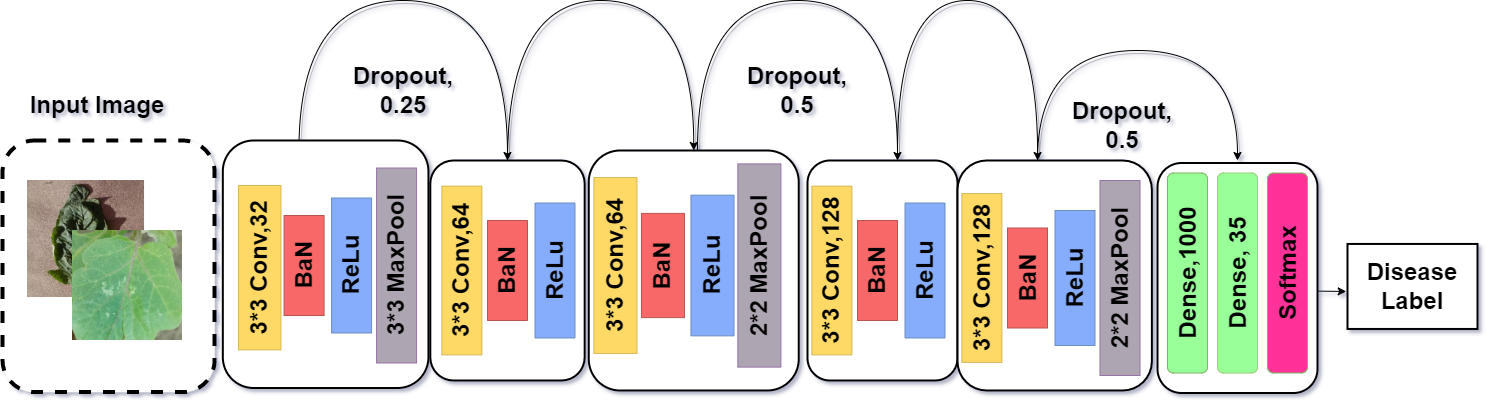 Input Image
Dropout,
0.25
Dropout,
0.5
Dropout,
0.5
3*3 Conv,32
BaN
ReLu
3*3 MaxPool
3*3 Conv,64
BaN
ReLu
3*3 Conv,64
BaN
ReLu
2*2 MaxPool
3*3 Conv,128
BaN
ReLu
3*3 Conv,128
BaN
ReLu
2*2 MaxPool
Dense,1000
Dense, 35
Softmax
Disease
Label